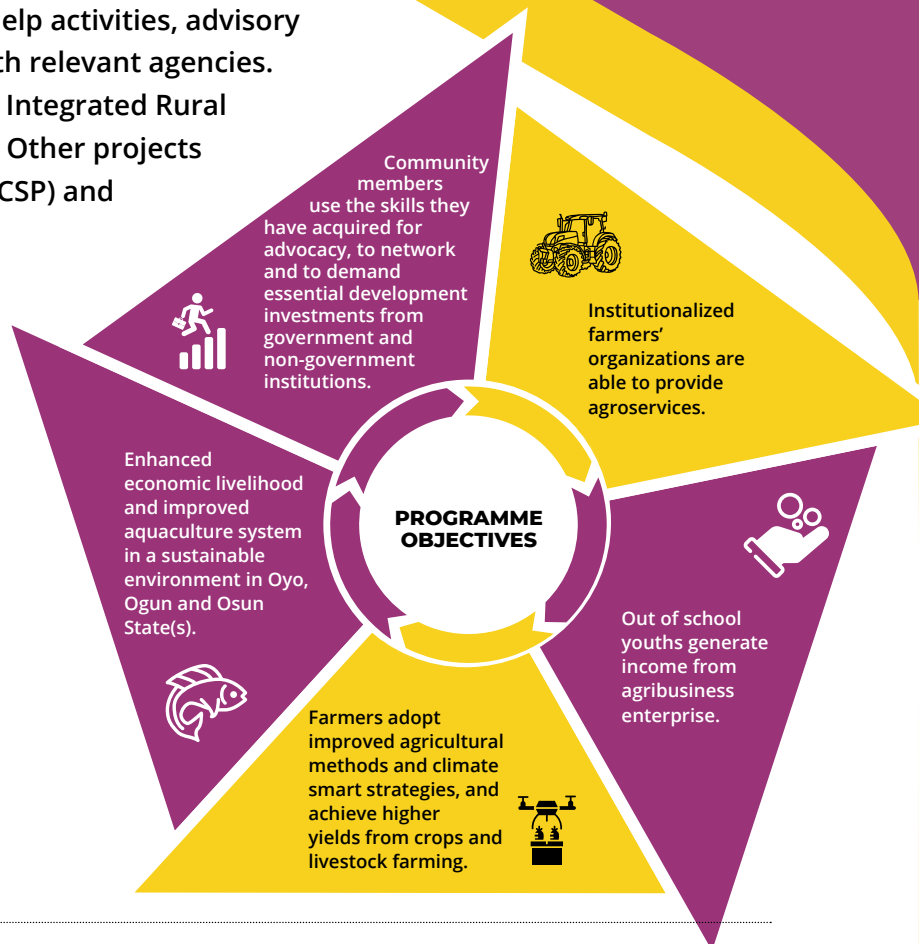 elp activities, advisory
th relevant agencies.
Integrated Rural
Other projects
CSP) and
Community
members
use the skills they
have acquired for
advocacy, to network
and to demand
essential development
investments from
government and
non-government
institutions.
Institutionalized
farmers’
organizations are
able to provide
agroservices.
Enhanced
economic livelihood
and improved
aquaculture system
in a sustainable
environment in Oyo,
Ogun and Osun
State(s).
PROGRAMME
OBJECTIVES
Out of school
youths generate
income from
agribusiness
enterprise.
Farmers adopt
improved agricultural
methods and climate
smart strategies, and
achieve higher
yields from crops and
livestock farming.